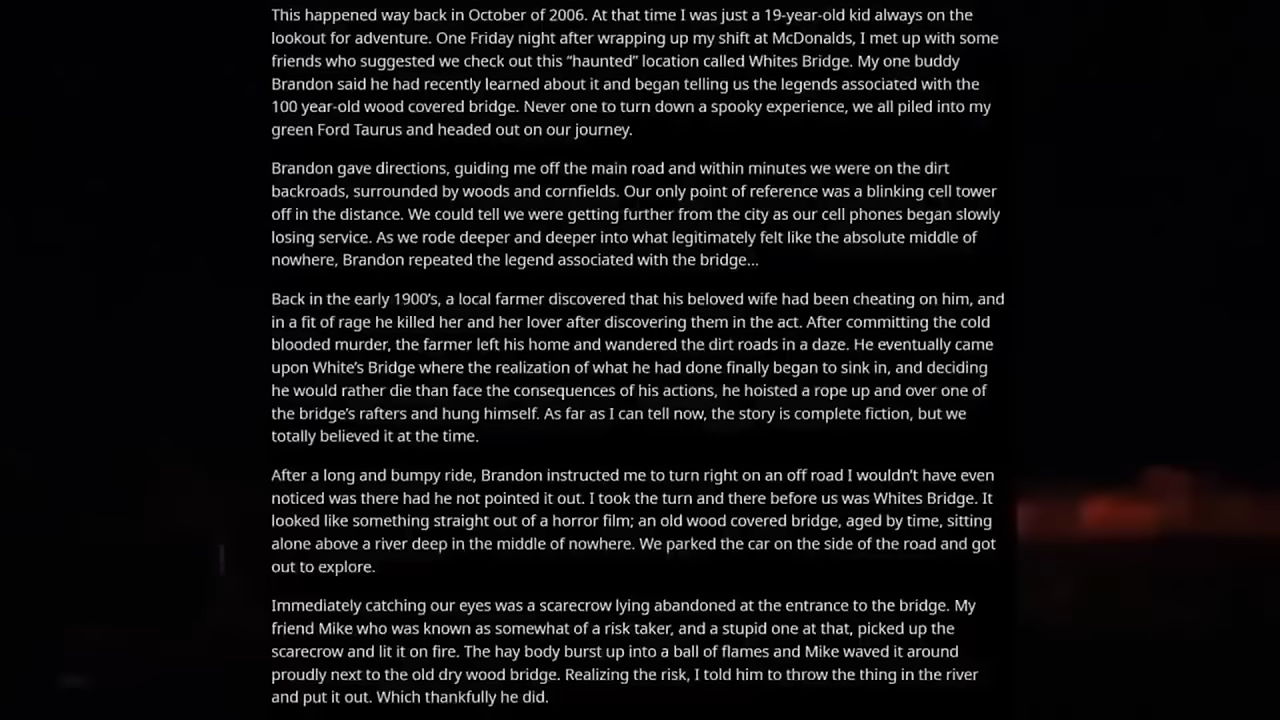 This happened way back in October of 2006. At that time I was just a 19-year-old kid always on the
lookout for adventure. One Friday night after wrapping up my shift at McDonalds, I met up with some
friends who suggested we check out this “haunted” location called Whites Bridge. My one buddy
Brandon said he had recently learned about it and began telling us the legends associated with the
100 year-old wood covered bridge. Never one to turn down a spooky experience, we all piled into my
green Ford Taurus and headed out on our journey.
Brandon gave directions, guiding me off the main road and within minutes we were on the dirt
backroads, surrounded by woods and cornfields. Our only point of reference was a blinking cell tower
off in the distance. We could tell we were getting further from the city as our cell phones began slowly
losing service. As we rode deeper and deeper into what legitimately felt like the absolute middle of
nowhere, Brandon repeated the legend associated with the bridge...
Back in the early 1900’s, a local farmer discovered that his beloved wife had been cheating on him, and
in a fit of rage he killed her and her lover after discovering them in the act. After committing the cold
blooded murder, the farmer left his home and wandered the dirt roads in a daze. He eventually came
upon White’s Bridge where the realization of what he had done finally began to sink in, and deciding
he would rather die than face the consequences of his actions, he hoisted a rope up and over one of
the bridge’s rafters and hung himself. As far as I can tell now, the story is complete fiction, but we
totally believed it at the time.
After a long and bumpy ride, Brandon instructed me to turn right on an off road I wouldn’t have even
noticed was there had he not pointed it out. I took the turn and there before us was Whites Bridge. It
looked like something straight out of a horror film; an old wood covered bridge, aged by time, sitting
alone above a river deep in the middle of nowhere. We parked the car on the side of the road and got
out to explore.
Immediately catching our eyes was a scarecrow lying abandoned at the entrance to the bridge. My
friend Mike who was known as somewhat of a risk taker, and a stupid one at that, picked up the
scarecrow and lit it on fire. The hay body burst up into a ball of flames and Mike waved it around
proudly next to the old dry wood bridge. Realizing the risk, I told him to throw the thing in the river
and put it out. Which thankfully he did.